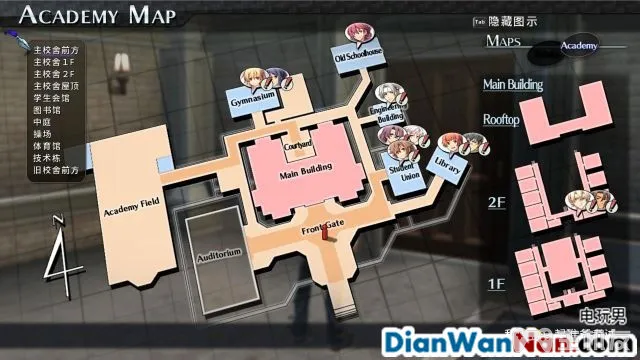 ACADEMY MAP
Tab 隐藏图示
MAPS
Academy
主校舍前方
主校舍1F
主校舍2F
主校舍屋顶
学生会馆
图书馆
中庭
操场
体育馆
技术栋
旧校舍前方
Old Schoolhouse
Gymnasium
Engineering
Building
Courtyard
Main Building
Student
Union
Library
Academy Field
Front Gate
Auditorium
N
Main Building
Rooftop
2F
1F
电玩男
DianWanNan.com